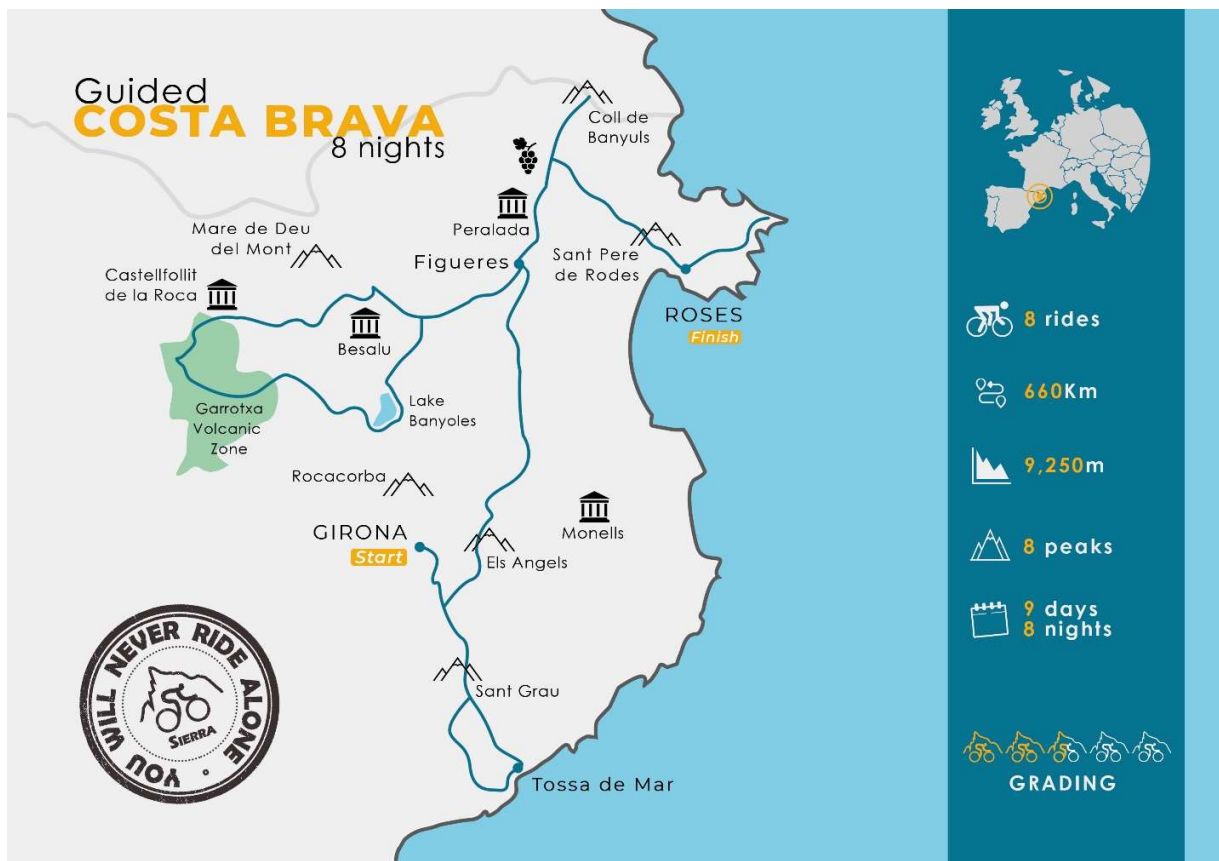 Guided
COSTA BRAVA
8 nights
Coll de
Banyuls
Peralada
Mare de Deu
del Mont
Figueres
Sant Pere
de Rodes
Castellfollit
de la Roca
ROSES
Finish
Besalu
Garrotxa
Volcanic
Zone
Lake
Banyoles
Rocacorba
GIRONA
Start
Monells
Els Angels
Sant Grau
Tossa de Mar
YOU WILL NEVER RIDE ALONE ·
SIERRA
8 rides
660Km
9,250m
8 peaks
9 days
8 nights
GRADING